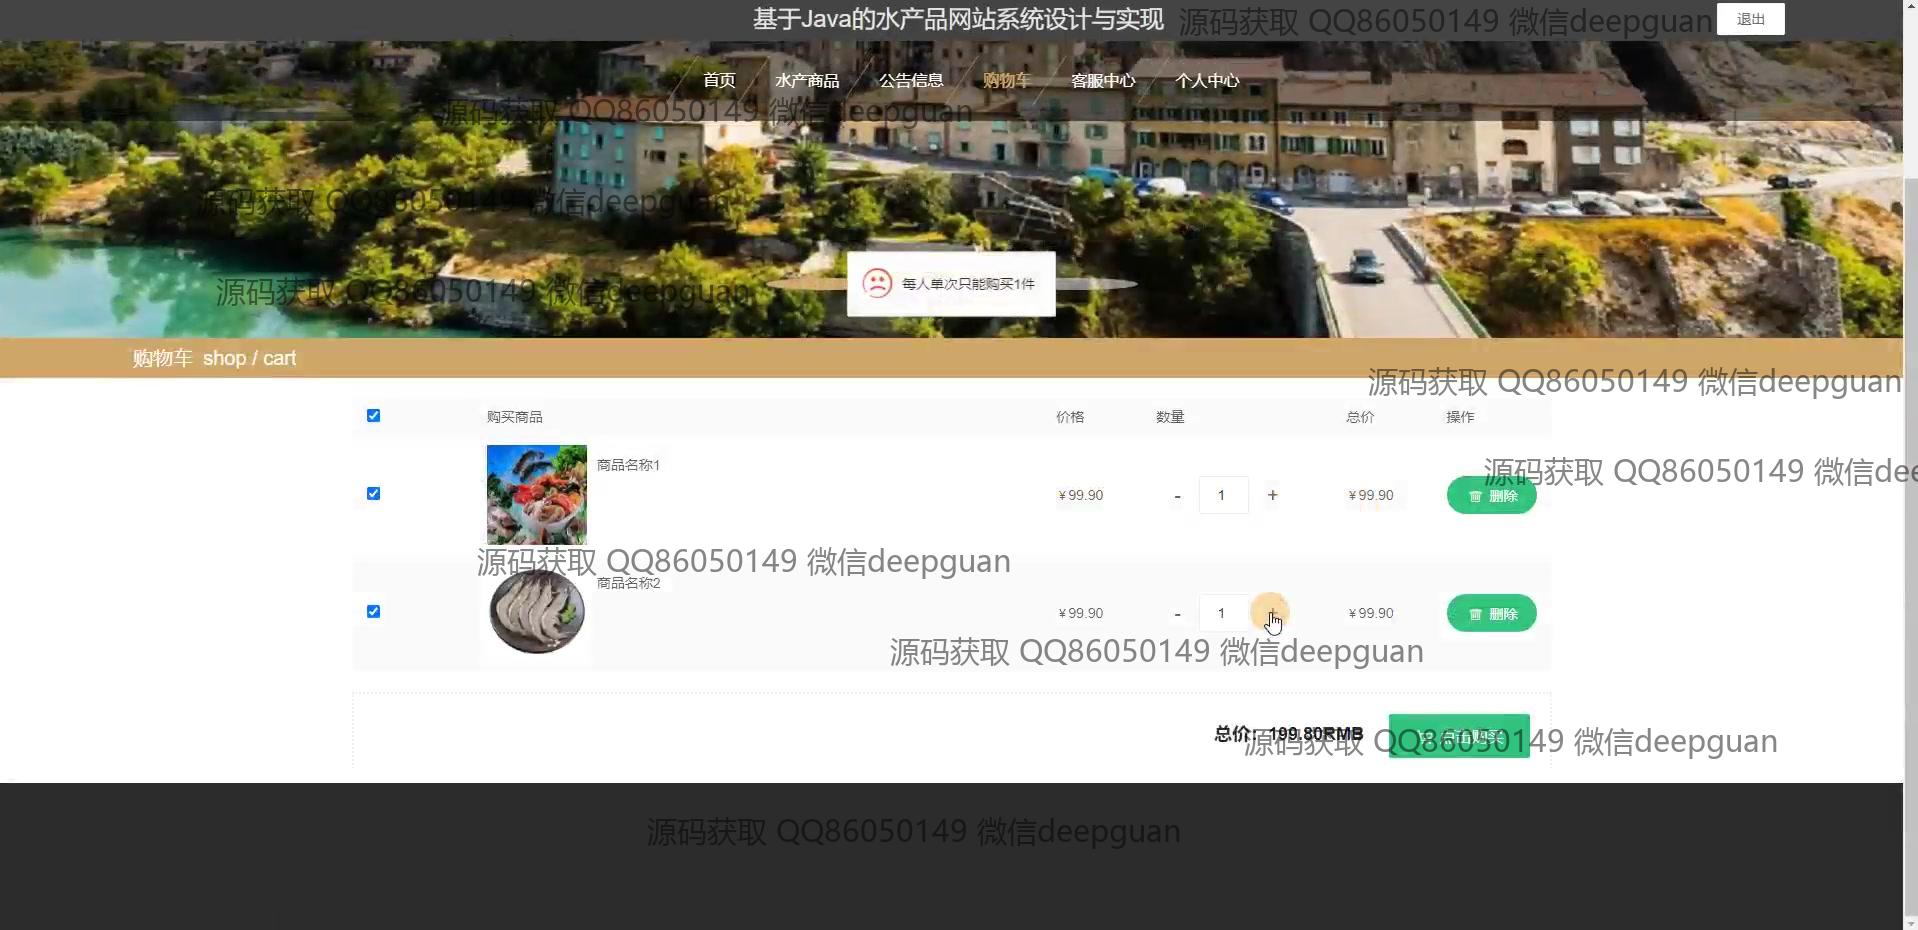 基于Java的水产品网站系统设计与实现 源码获取 QQ86050149 微信deepguan 退出
首页 水产商品 公告信息 购物车 客服中心 个人中心
源码获取 QQ86050149 微信deepguan
源码获取 QQ86050149 微信deepguan
每人单次只能购买1件
源码获取 QQ86050149 微信deepguan
购物车 shop / cart
源码获取 QQ86050149 微信deepguan
购买商品 价格 数量 总价 操作
商品名称1
源码获取 QQ86050149 微信dee
¥99.90 - 1 + ¥99.90 删除
源码获取 QQ86050149 微信deepguan
商品名称2
¥99.90 - 1 + ¥99.90 删除
源码获取 QQ86050149 微信deepguan
总价：199.80RMB 点击购买
源码获取 QQ86050149 微信deepguan
源码获取 QQ86050149 微信deepguan